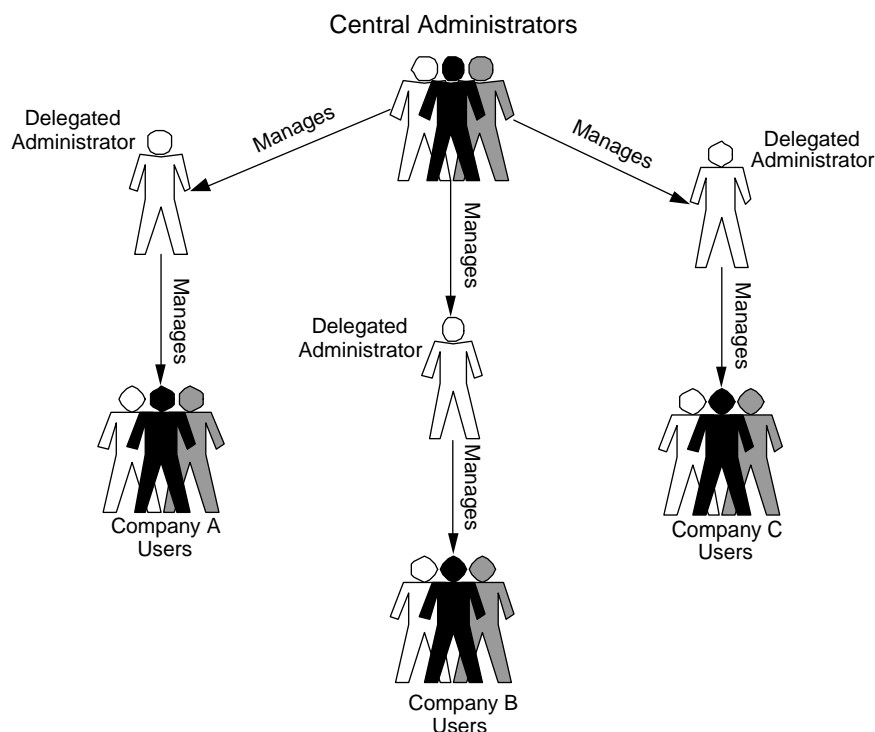 Central Administrators
Delegated
Administrator
Manages
Manages
Delegated
Administrator
Manages
Manages
Manages
Delegated
Administrator
Manages
Company A
Users
Company C
Users
Manages
Company B
Users